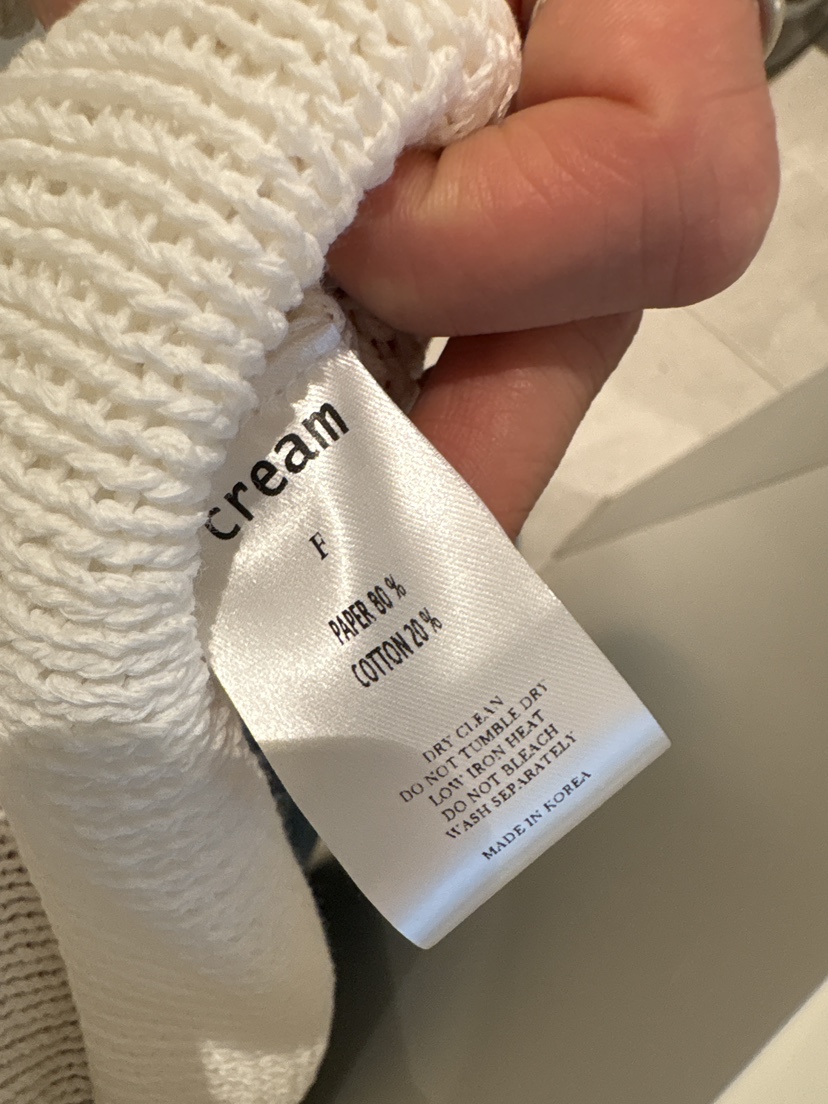 cream
F
PAPER 80 %
COTTON 20 %
DRY CLEAN
DO NOT TUMBLE DRY
LOW IRON HEAT
DO NOT BLEACH
WASH SEPARATELY
MADE IN KOREA